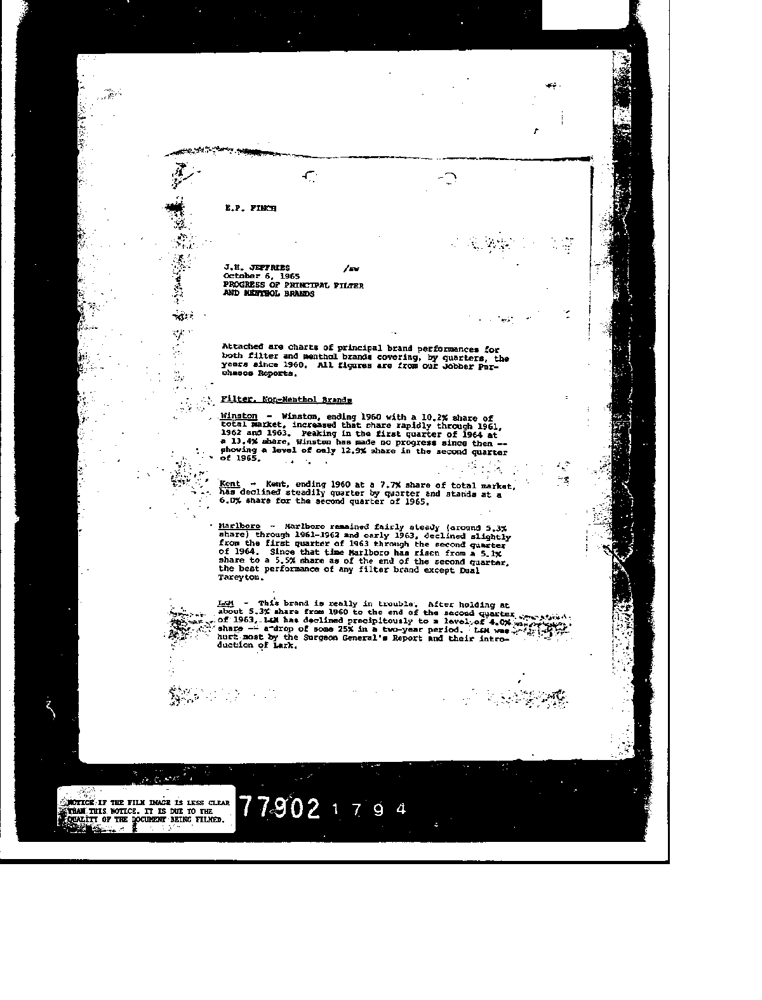 E.P. FINCH
J.H. JEFFRIES /sw
October 6, 1965
PROGRESS OF PRINCIPAL FILTER
AND MENTHOL BRANDS
Attached are charts of principal brand performances for
both filter and menthol brands covering, by quarters, the
years since 1960. All figures are from our Jobber Pur-
chases Reports.
Filter, Non-Menthol Brands
Winston - Winston, ending 1960 with a 10.2% share of
total market, increased that share rapidly through 1961,
1962 and 1963. Peaking in the first quarter of 1964 at
a 13.4% share, Winston has made no progress since then --
showing a level of only 12.9% share in the second quarter
of 1965.
Kent - Kent, ending 1960 at a 7.7% share of total market,
has declined steadily quarter by quarter and stands at a
6.0% share for the second quarter of 1965.
Marlboro - Marlboro remained fairly steady (around 5.3%
share) through 1961-1962 and early 1963, declined slightly
from the first quarter of 1963 through the second quarter
of 1964. Since that time Marlboro has risen from a 5.1%
share to a 5.5% share as of the end of the second quarter,
the best performance of any filter brand except Dual
Tareyton.
L&M - This brand is really in trouble. After holding at
about 5.3% share from 1960 to the end of the second quarter
of 1963, L&M has declined precipitously to a level of 4.0%
share -- a drop of some 25% in a two-year period. L&M was
hurt most by the Surgeon General's Report and their intro-
duction of Lark.
NOTICE IF THE FILM IMAGE IS LESS CLEAR
THAN THIS NOTICE, IT IS DUE TO THE
QUALITY OF THE DOCUMENT BEING FILMED.
77902 1794